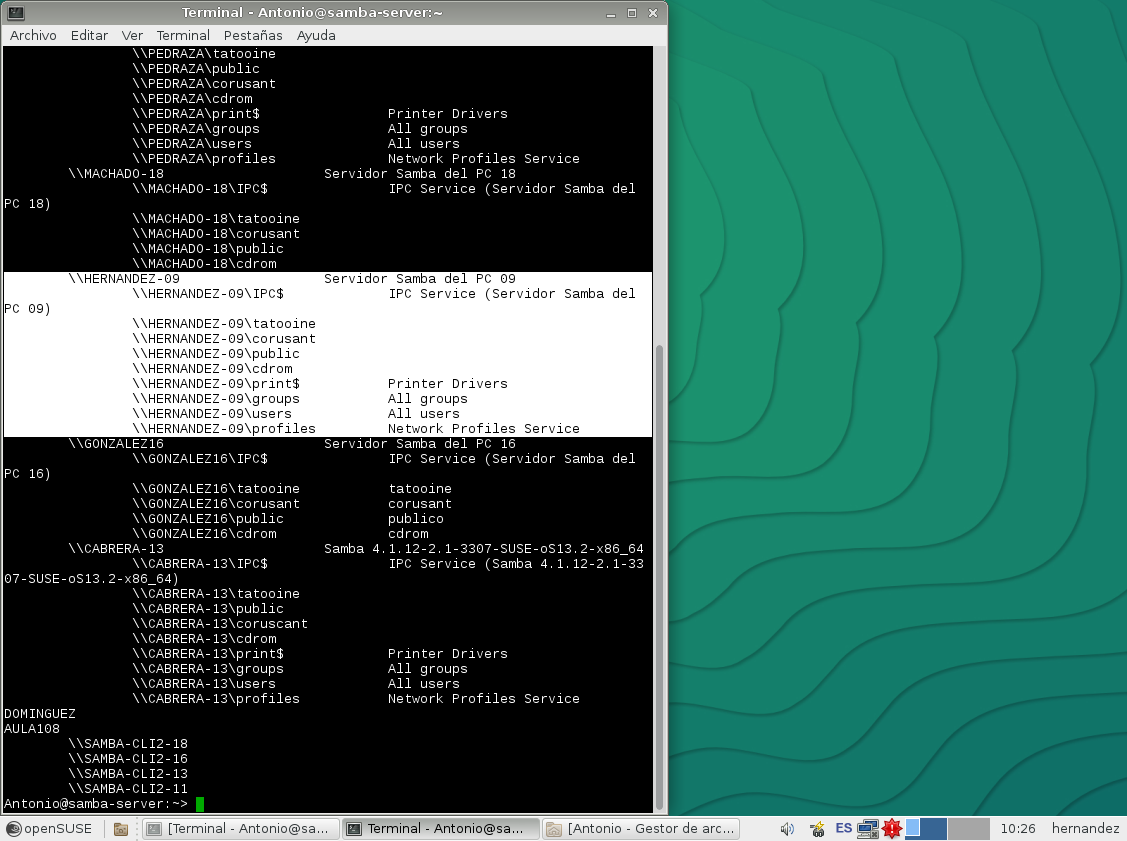 Terminal - Antonio@samba-server:~
Archivo Editar Ver Terminal Pestañas Ayuda
\\PEDRAZA\tatooine
\\PEDRAZA\public
\\PEDRAZA\corusant
\\PEDRAZA\cdrom
\\PEDRAZA\print$ Printer Drivers
\\PEDRAZA\groups All groups
\\PEDRAZA\users All users
\\PEDRAZA\profiles Network Profiles Service
\\MACHADO-18 Servidor Samba del PC 18
\\MACHADO-18\IPC$ IPC Service (Servidor Samba del
PC 18)
\\MACHADO-18\tatooine
\\MACHADO-18\corusant
\\MACHADO-18\public
\\MACHADO-18\cdrom
\\HERNANDEZ-09 Servidor Samba del PC 09
\\HERNANDEZ-09\IPC$ IPC Service (Servidor Samba del
PC 09)
\\HERNANDEZ-09\tatooine
\\HERNANDEZ-09\corusant
\\HERNANDEZ-09\public
\\HERNANDEZ-09\cdrom
\\HERNANDEZ-09\print$ Printer Drivers
\\HERNANDEZ-09\groups All groups
\\HERNANDEZ-09\users All users
\\HERNANDEZ-09\profiles Network Profiles Service
\\GONZALEZ16 Servidor Samba del PC 16
\\GONZALEZ16\IPC$ IPC Service (Servidor Samba del
PC 16)
\\GONZALEZ16\tatooine tatooine
\\GONZALEZ16\corusant corusant
\\GONZALEZ16\public publico
\\GONZALEZ16\cdrom cdrom
\\CABRERA-13 Samba 4.1.12-2.1-3307-SUSE-oS13.2-x86_64
\\CABRERA-13\IPC$ IPC Service (Samba 4.1.12-2.1-33
07-SUSE-oS13.2-x86_64)
\\CABRERA-13\tatooine
\\CABRERA-13\public
\\CABRERA-13\coruscant
\\CABRERA-13\cdrom
\\CABRERA-13\print$ Printer Drivers
\\CABRERA-13\groups All groups
\\CABRERA-13\users All users
\\CABRERA-13\profiles Network Profiles Service
DOMINGUEZ
AULA108
\\SAMBA-CLI2-18
\\SAMBA-CLI2-16
\\SAMBA-CLI2-13
\\SAMBA-CLI2-11
Antonio@samba-server:~>
openSUSE [Terminal - Antonio@sa... Terminal - Antonio@sa... [Antonio - Gestor de arc... ES 10:26 hernandez